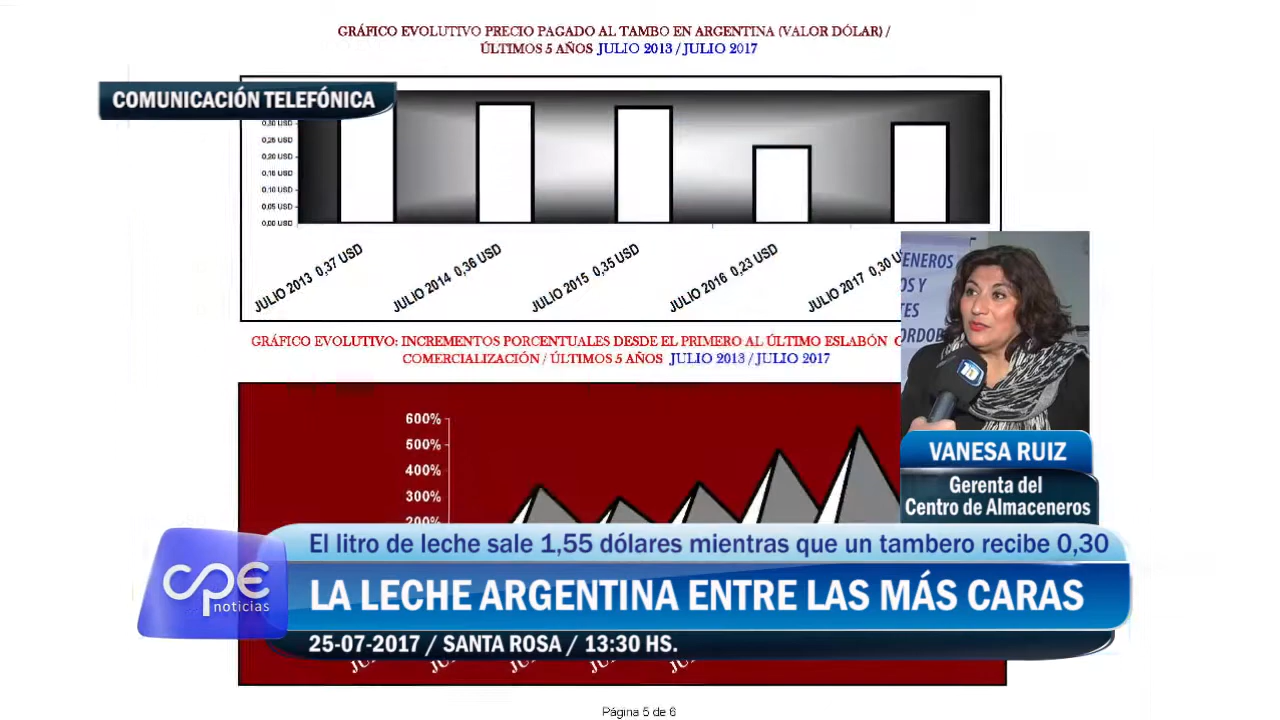 GRÁFICO EVOLUTIVO PRECIO PAGADO AL TAMBO EN ARGENTINA (VALOR DÓLAR) /
ÚLTIMOS 5 AÑOS JULIO 2013 / JULIO 2017
COMUNICACIÓN TELEFÓNICA
0,30 USD
0,25 USD
0,20 USD
0,15 USD
0,10 USD
0,05 USD
0,00 USD
JULIO 2013 0,37 USD
JULIO 2014 0,36 USD
JULIO 2015 0,35 USD
JULIO 2016 0,23 USD
JULIO 2017 0,30
ENEROS
OS Y
TES
ORDOB
GRÁFICO EVOLUTIVO: INCREMENTOS PORCENTUALES DESDE EL PRIMERO AL ÚLTIMO ESLABÓN
COMERCIALIZACIÓN / ÚLTIMOS 5 AÑOS JULIO 2013 / JULIO 2017
600%
500%
400%
300%
200%
VANESA RUIZ
Gerenta del
Centro de Almaceneros
El litro de leche sale 1,55 dólares mientras que un tambero recibe 0,30
LA LECHE ARGENTINA ENTRE LAS MÁS CARAS
cpe
noticias
25-07-2017 / SANTA ROSA / 13:30 HS.
Página 5 de 6